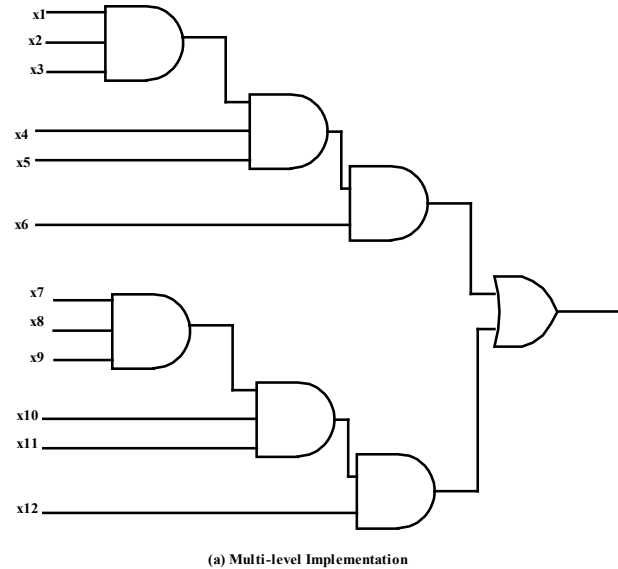 x1
x2
x3
x4
x5
x6
x7
x8
x9
x10
x11
x12
(a) Multi-level Implementation